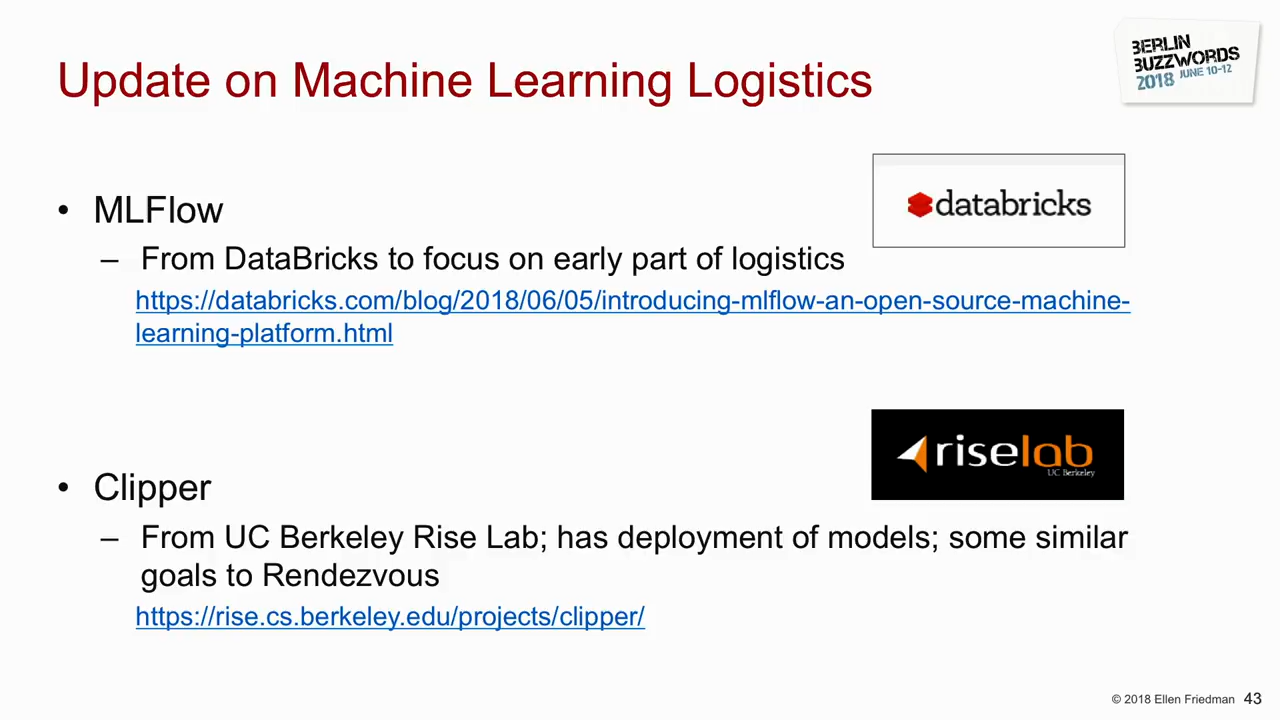 Update on Machine Learning Logistics
BERLIN
BUZZWORDS
2018 JUNE 10-12
databricks
• MLFlow
– From DataBricks to focus on early part of logistics
https://databricks.com/blog/2018/06/05/introducing-mlflow-an-open-source-machine-
learning-platform.html
riselab
UC Berkeley
• Clipper
– From UC Berkeley Rise Lab; has deployment of models; some similar
goals to Rendezvous
https://rise.cs.berkeley.edu/projects/clipper/
© 2018 Ellen Friedman 43